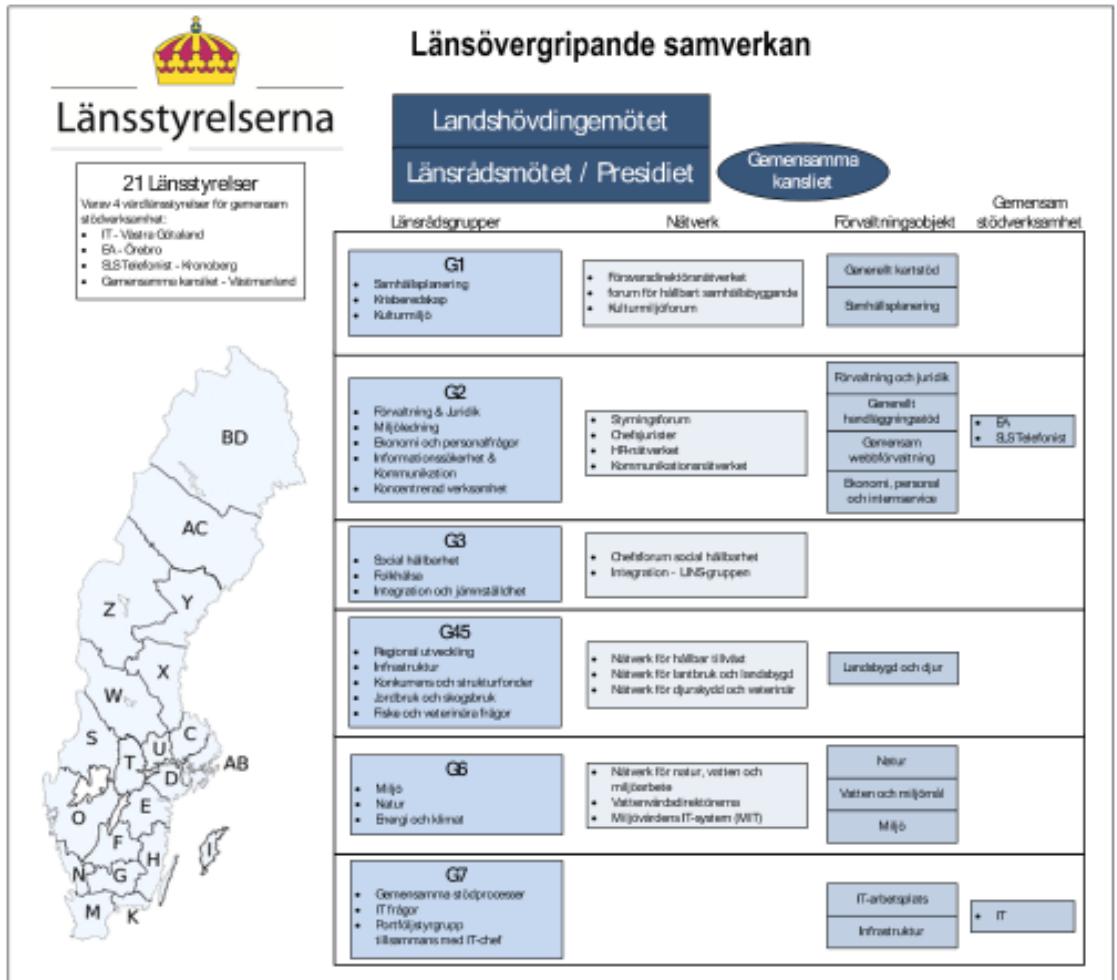 Länsövergripande samverkan
Länsstyrelserna
Landshövdingemötet
Länsrådsmötet / Presidiet
Gemensamma
kansliet
21 Länsstyrelser
Varav 4 värdlänsstyrelser för gemensam
stödverksamhet:
• IT - Västra Götaland
• EA - Örebro
• SLS Telefonist - Kronoberg
• Gemensamma kansliet - Västmanland
Länsrådsgrupper
Nätverk
Förvaltningsobjekt
Gemensam
stödverksamhet
G1
• Samhällsplanering
• Krisberedskap
• Kulturmiljö
• Försvarsdirektörsnätverket
• forum för hållbart samhällsbyggande
• Kulturmiljöforum
Generellt kartstöd
Samhällsplanering
G2
• Förvaltning & Juridik
• Miljöledning
• Ekonomi och personalfrågor
• Informationssäkerhet &
Kommunikation
• Koncentrerad verksamhet
• Styrningsforum
• Chefsjurister
• HR-nätverket
• Kommunikationsnätverket
Förvaltning och juridik
Generellt
handläggningsstöd
Gemensam
webbförvaltning
Ekonomi, personal
och internservice
• EA
• SLS Telefonist
G3
• Social hållbarhet
• Folkhälsa
• Integration och jämnställdhet
• Chefsforum social hållbarhet
• Integration - LINS-gruppen
G45
• Regional utveckling
• Infrastruktur
• Konkurrens och strukturfonder
• Jordbruk och skogsbruk
• Fiske och veterinära frågor
• Nätverk för hållbar tillväxt
• Nätverk för lantbruk och landsbygd
• Nätverk för djurskydd och veterinär
Landsbygd och djur
G6
• Miljö
• Natur
• Energi och klimat
• Nätverk för natur, vatten och
miljöarbete
• Vattenvårdsdirektörerna
• Miljövårdens IT-system (MIT)
Natur
Vatten och miljömål
Miljö
G7
• Gemensamma stödprocesser
• IT frågor
• Portföljstyrgrupp
tillsammans med IT-chef
IT-arbetsplats
Infrastruktur
• IT
BD
AC
Z
Y
X
W
S
U
C
T
AB
D
O
E
F
H
I
N
G
M
K